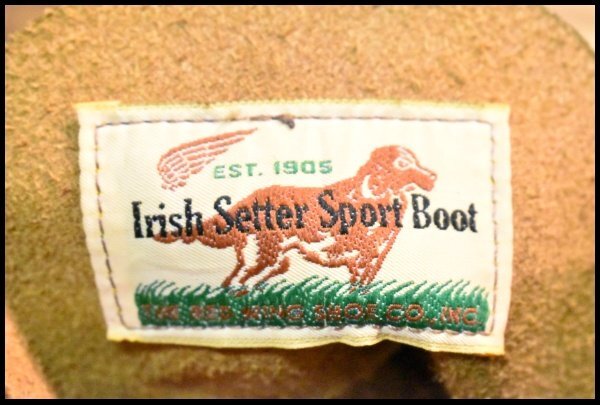 EST. 1905
Irish Setter Sport Boot
THE RED WING SHOE CO., INC.